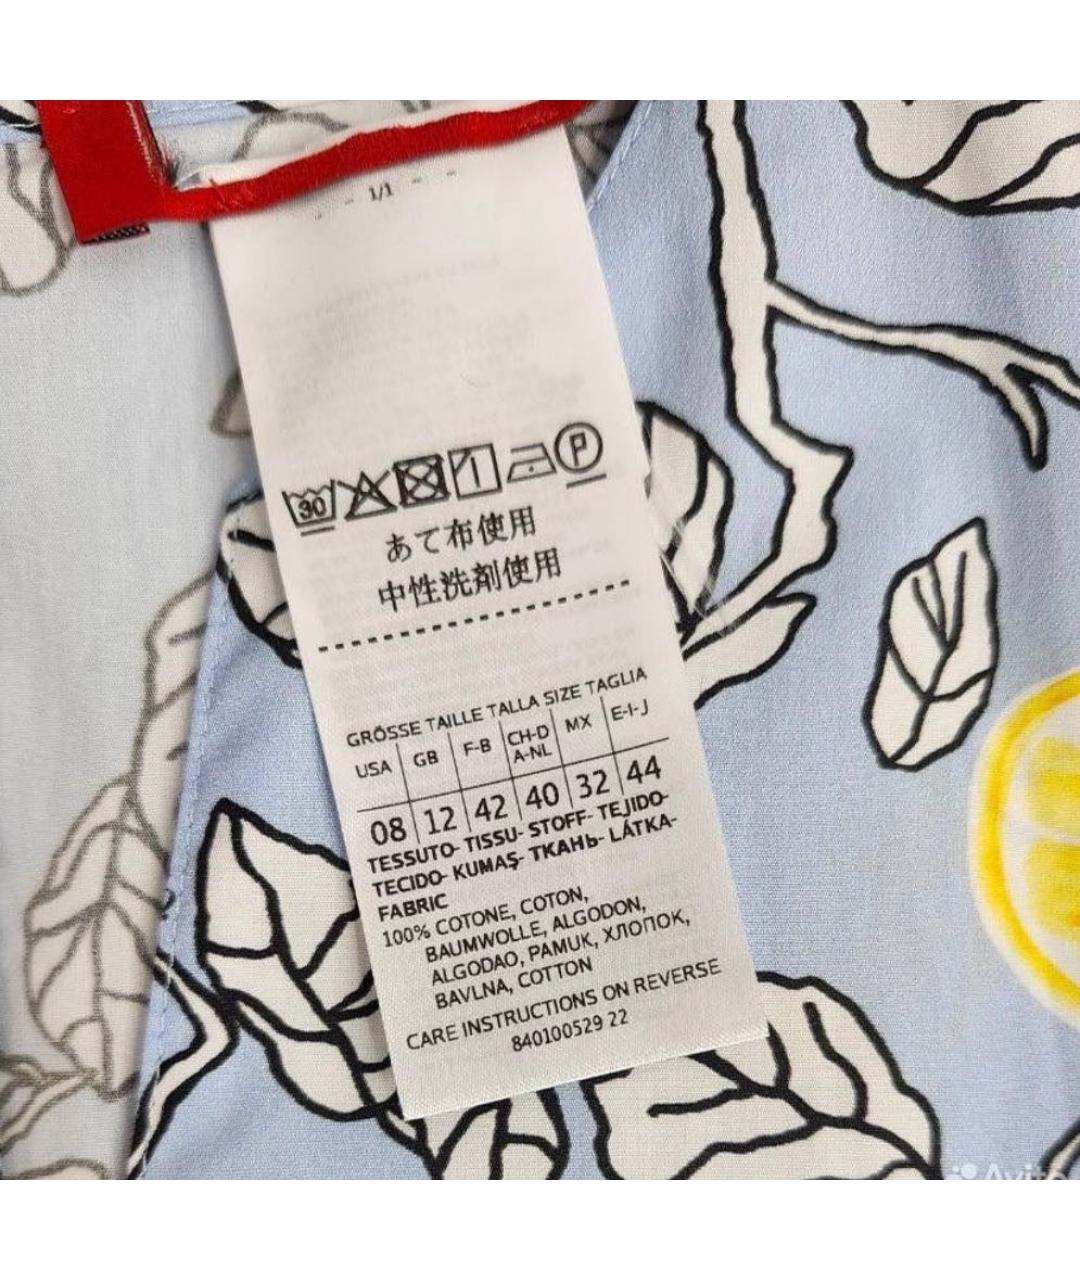 1/1
30 P
あて布使用
中性洗剤使用
GRÖSSE TAILLE TALLA SIZE TAGLIA
USA GB F-B CH-D A-NL MX E-I-J
08 12 42 40 32 44
TESSUTO- TISSU- STOFF- TEJIDO-
TECIDO- KUMAŞ- ТКАНЬ- LÁTKA-
FABRIC
100% COTONE, COTON,
BAUMWOLLE, ALGODON,
ALGODAO, PAMUK, ХЛОПОК,
BAVLNA, COTTON
CARE INSTRUCTIONS ON REVERSE
840100529 22
Avito